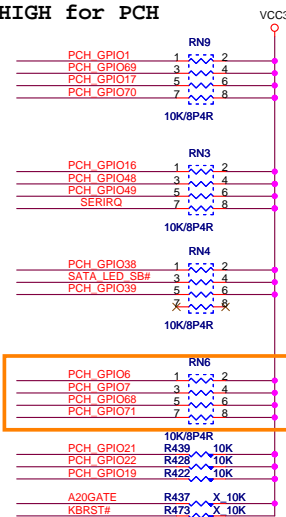 HIGH for PCH VCC3
RN9
PCH_GPIO1 1 2
PCH_GPIO69 3 4
PCH_GPIO17 5 6
PCH_GPIO70 7 8
10K/8P4R
RN3
PCH_GPIO16 1 2
PCH_GPIO48 3 4
PCH_GPIO49 5 6
SERIRQ 7 8
10K/8P4R
RN4
PCH_GPIO38 1 2
SATA_LED_SB# 3 4
PCH_GPIO39 5 6
7 8
10K/8P4R
RN6
PCH_GPIO6 1 2
PCH_GPIO7 3 4
PCH_GPIO68 5 6
PCH_GPIO71 7 8
10K/8P4R
PCH_GPIO21 R439 10K
PCH_GPIO22 R428 10K
PCH_GPIO19 R422 10K
A20GATE R437 X_10K
KBRST# R473 X_10K